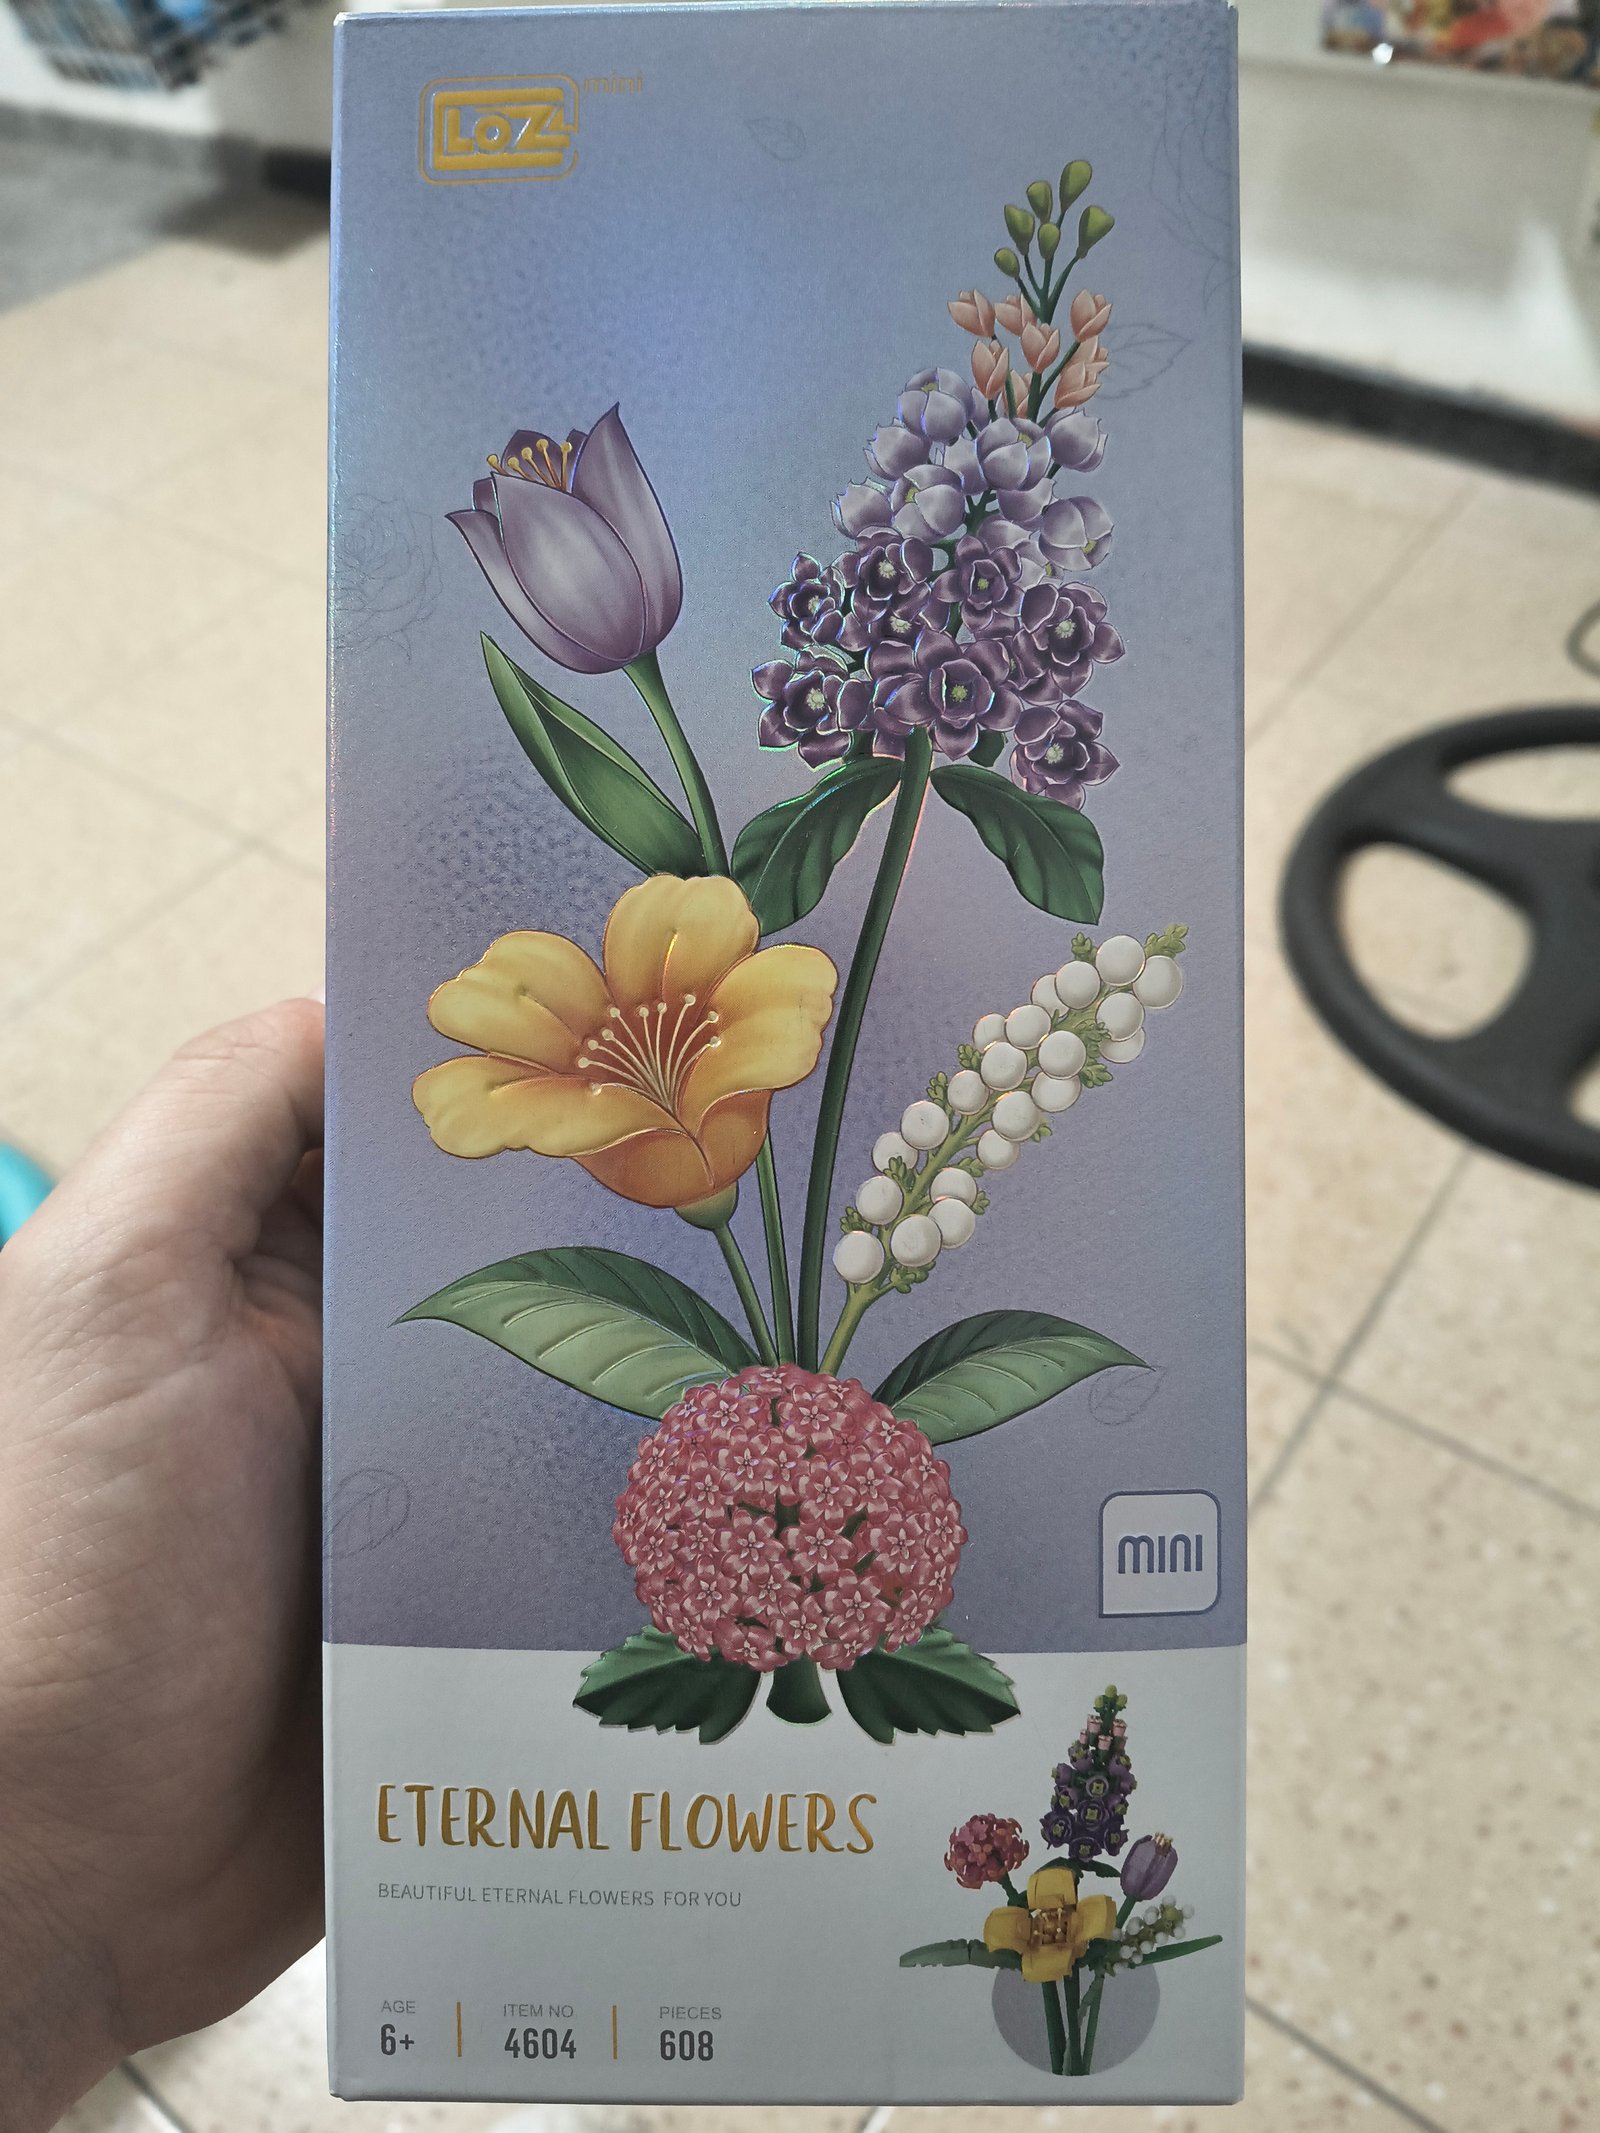 LOZ mini
mini
ETERNAL FLOWERS
BEAUTIFUL ETERNAL FLOWERS FOR YOU
AGE ITEM NO PIECES
6+ 4604 608